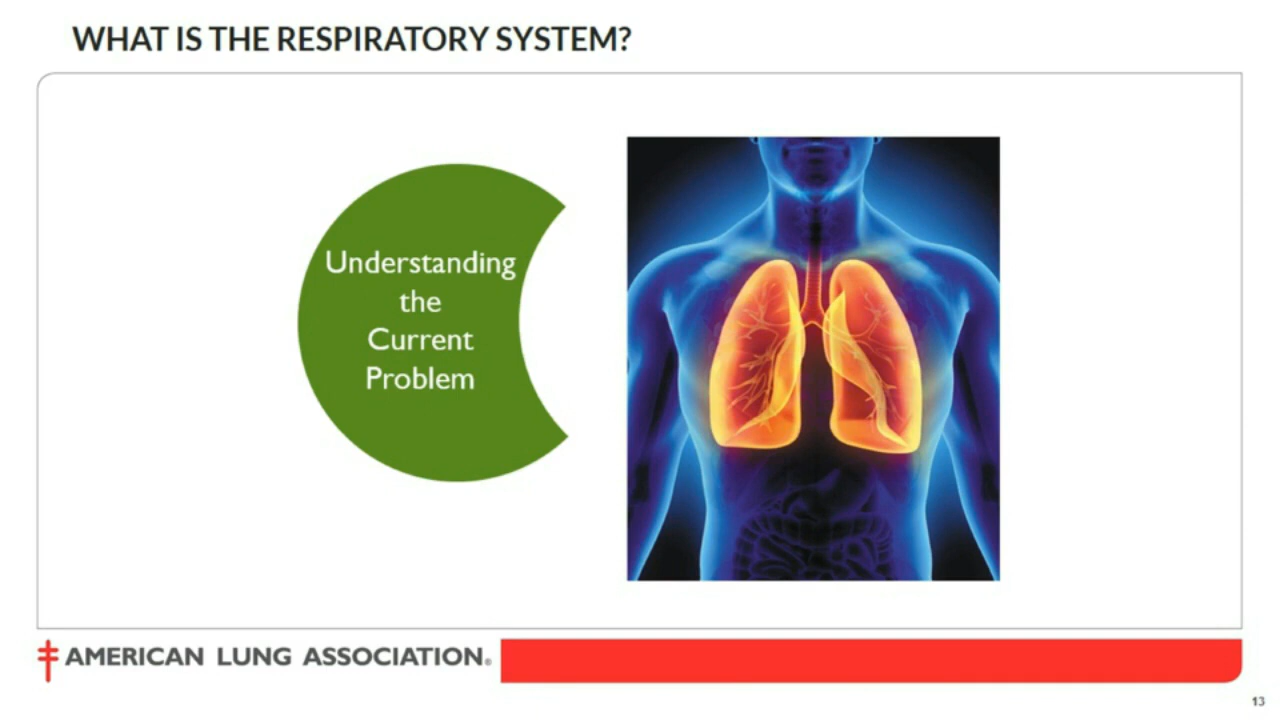 WHAT IS THE RESPIRATORY SYSTEM?
Understanding
the
Current
Problem
AMERICAN LUNG ASSOCIATION®
13